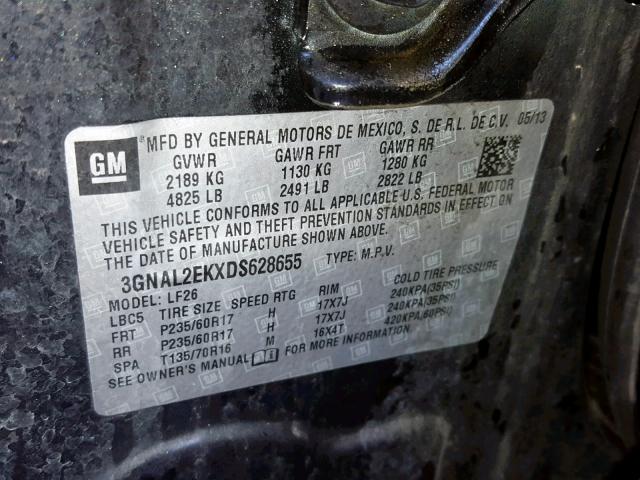 MFD BY GENERAL MOTORS DE MEXICO, S. DE R.L. DE C.V. 05/13
GM
GVWR GAWR FRT GAWR RR
2189 KG 1130 KG 1280 KG
4825 LB 2491 LB 2822 LB
THIS VEHICLE CONFORMS TO ALL APPLICABLE U.S. FEDERAL MOTOR
VEHICLE SAFETY AND THEFT PREVENTION STANDARDS IN EFFECT ON
THE DATE OF MANUFACTURE SHOWN ABOVE.
3GNAL2EKXDS628655 TYPE: M.P.V.
MODEL: LF26
LBC5 TIRE SIZE SPEED RTG RIM COLD TIRE PRESSURE
FRT P235/60R17 H 17X7J 240KPA(35PSI)
RR P235/60R17 H 17X7J 240KPA(35PSI)
SPA T135/70R16 M 16X4T 420KPA(60PSI)
SEE OWNER'S MANUAL FOR MORE INFORMATION